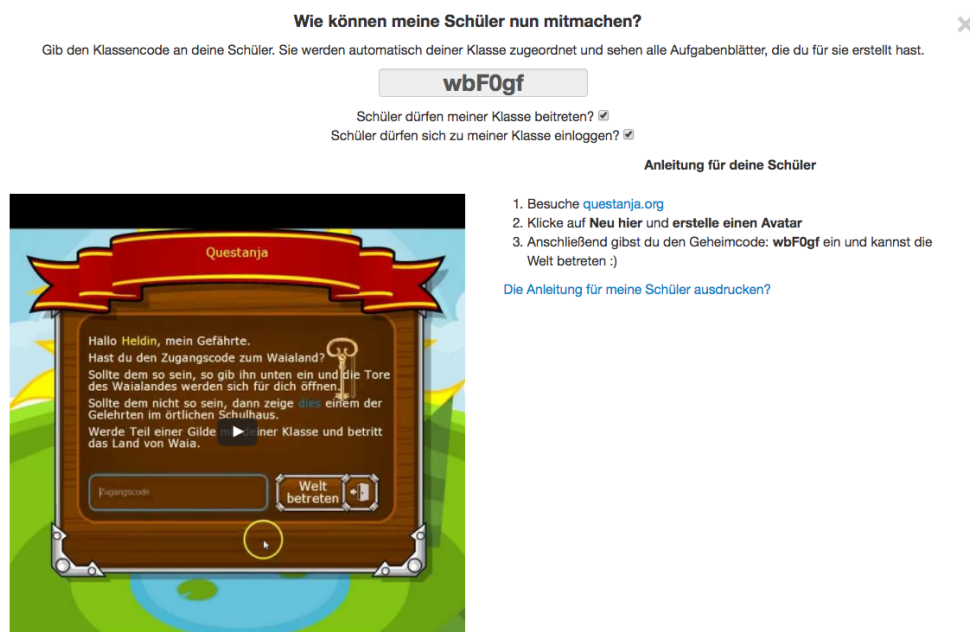 Wie können meine Schüler nun mitmachen?
Gib den Klassencode an deine Schüler. Sie werden automatisch deiner Klasse zugeordnet und sehen alle Aufgabenblätter, die du für sie erstellt hast.
wbF0gf
Schüler dürfen meiner Klasse beitreten?
Schüler dürfen sich zu meiner Klasse einloggen?
Anleitung für deine Schüler
1. Besuche questanja.org
2. Klicke auf Neu hier und erstelle einen Avatar
3. Anschließend gibst du den Geheimcode: wbF0gf ein und kannst die
Welt betreten :)
Die Anleitung für meine Schüler ausdrucken?
Questanja
Hallo Heldin, mein Gefährte.
Hast du den Zugangscode zum Waialand?
Sollte dem so sein, so gib ihn unten ein und die Tore
des Waialandes werden sich für dich öffnen.
Sollte dem nicht so sein, dann zeige dies einem der
Gelehrten im örtlichen Schulhaus.
Werde Teil einer Gilde einer Klasse und betritt
das Land von Waia.
Zugangscode
Welt
betreten